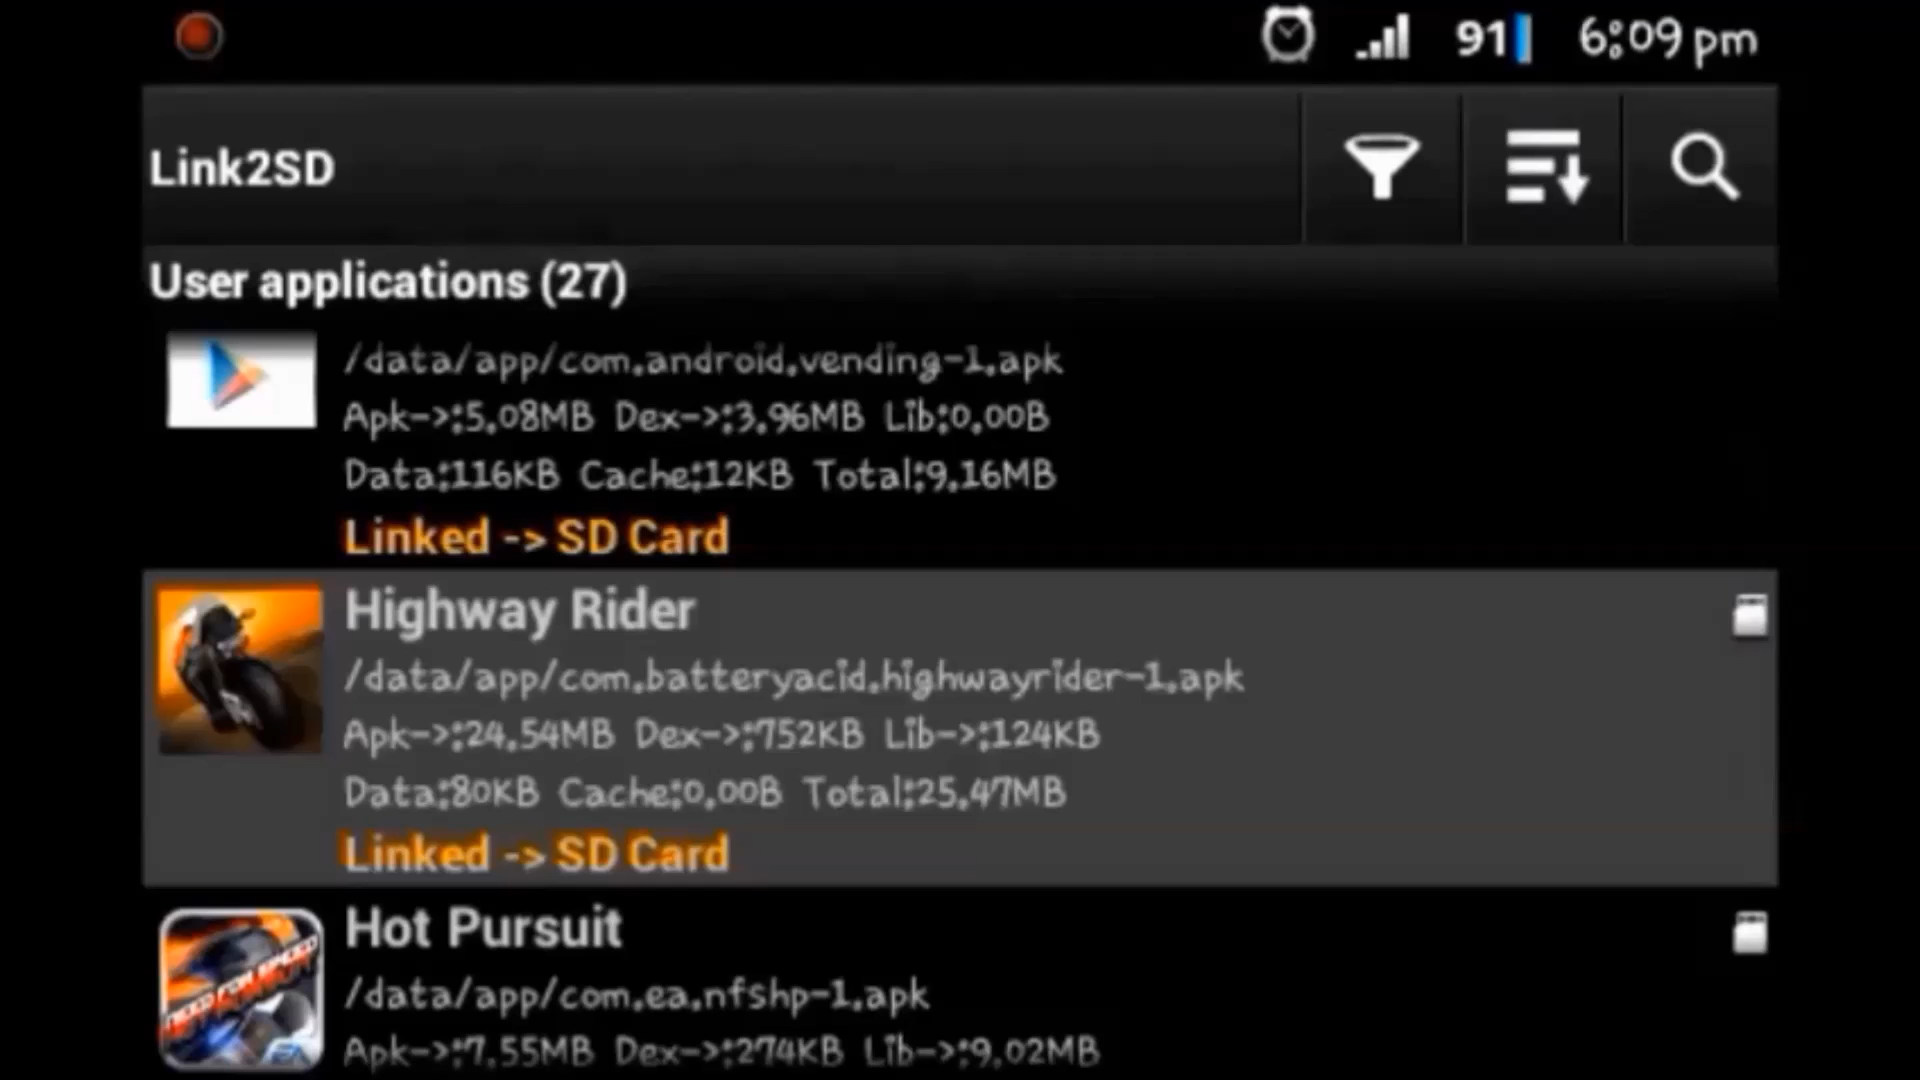 91 6:09 pm
Link2SD
User applications (27)
/data/app/com.android.vending-1.apk
Apk->:5.08MB Dex->:3.96MB Lib:0.00B
Data:116KB Cache:12KB Total:9.16MB
Linked -> SD Card
Highway Rider
/data/app/com.batteryacid.highwayrider-1.apk
Apk->:24.54MB Dex->:752KB Lib->:124KB
Data:80KB Cache:0.00B Total:25.47MB
Linked -> SD Card
Hot Pursuit
NEED FOR SPEED
EA
/data/app/com.ea.nfshp-1.apk
Apk->:7.55MB Dex->:274KB Lib->:9.02MB